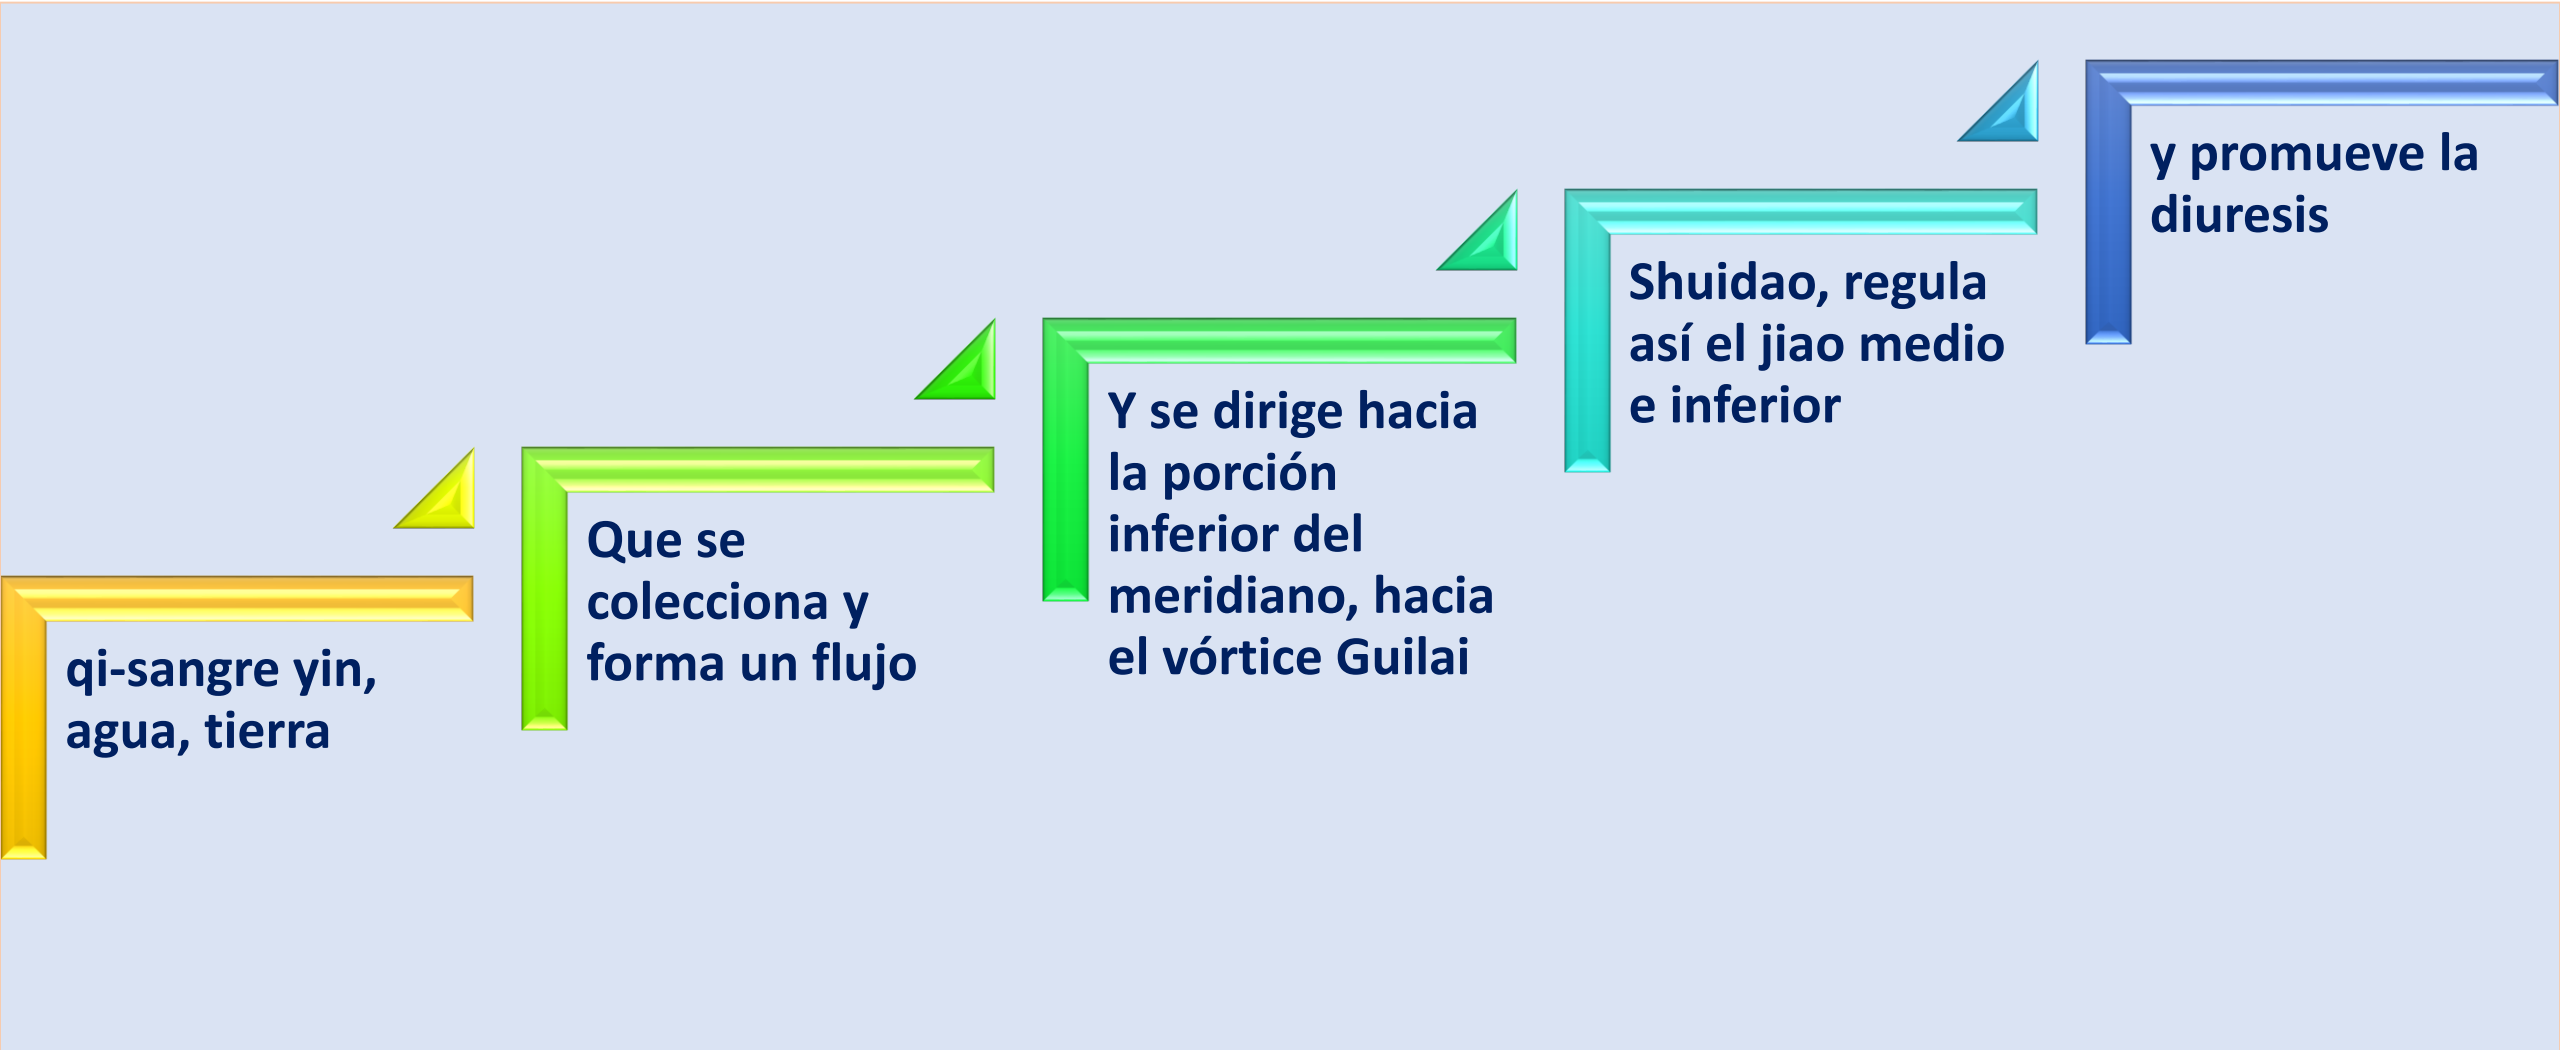 qi-sangre yin,
agua, tierra
Que se
colecciona y
forma un flujo
Y se dirige hacia
la porción
inferior del
meridiano, hacia
el vórtice Guilai
Shuidao, regula
así el jiao medio
e inferior
y promueve la
diuresis